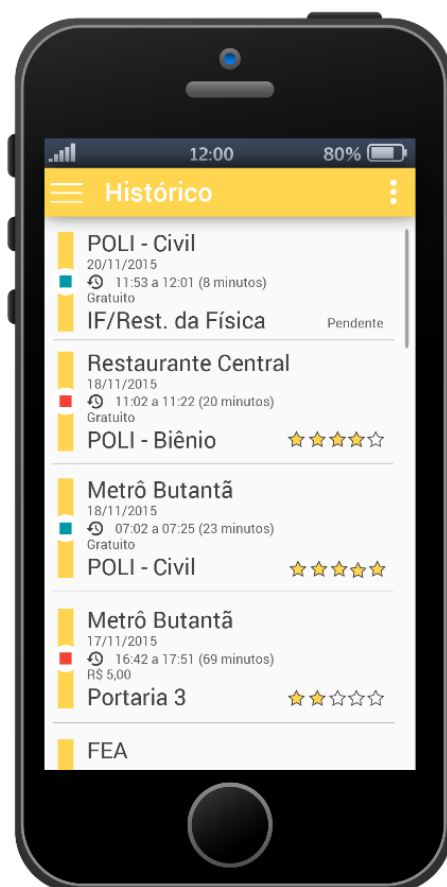 12:00 80%
Histórico
POLI - Civil
20/11/2015
11:53 a 12:01 (8 minutos)
Gratuito
IF/Rest. da Física Pendente
Restaurante Central
18/11/2015
11:02 a 11:22 (20 minutos)
Gratuito
POLI - Biênio
Metrô Butantã
18/11/2015
07:02 a 07:25 (23 minutos)
Gratuito
POLI - Civil
Metrô Butantã
17/11/2015
16:42 a 17:51 (69 minutos)
R$ 5,00
Portaria 3
FEA